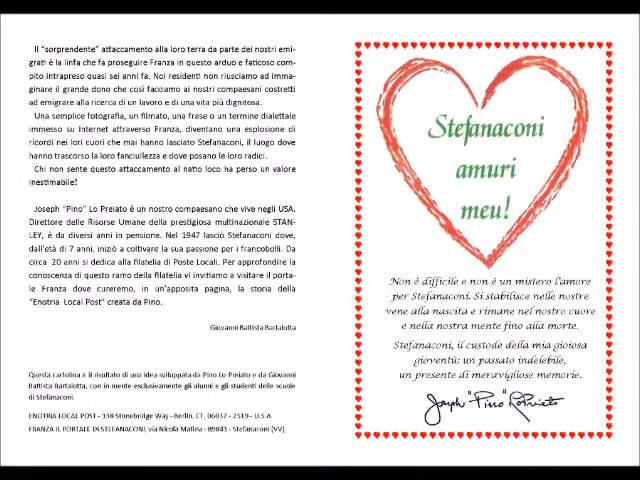 Il “sorprendente” attaccamento alla loro terra da parte dei nostri emi-
grati è la linfa che fa proseguire Franza in questo arduo e faticoso com-
pito intrapreso quasi sei anni fa. Noi residenti non riusciamo ad imma-
ginare il grande dono che così facciamo ai nostri compaesani costretti
ad emigrare alla ricerca di un lavoro e di una vita più dignitosa.
Una semplice fotografia, un filmato, una frase o un termine dialettale
immesso su Internet attraverso Franza, diventano una esplosione di
ricordi nei lori cuori che mai hanno lasciato Stefanaconi, il luogo dove
hanno trascorso la loro fanciullezza e dove posano le loro radici.
Chi non sente questo attaccamento al natio loco ha perso un valore
inestimabile!
Joseph “Pino” Lo Preiato è un nostro compaesano che vive negli USA.
Direttore delle Risorse Umane della prestigiosa multinazionale STAN-
LEY, è da diversi anni in pensione. Nel 1947 lasciò Stefanaconi dove,
dall’età di 7 anni, iniziò a coltivare la sua passione per i francobolli. Da
circa 20 anni si dedica alla filatelia di Poste Locali. Per approfondire la
conoscenza di questo ramo della filatelia vi invitiamo a visitare il porta-
le Franza dove cureremo, in un’apposita pagina, la storia della
“Enotria Local Post” creata da Pino.
Giovanni Battista Bartalotta
Questa cartolina è il risultato di una idea sviluppata da Pino Lo Preiato e da Giovanni
Battista Bartalotta, con in mente esclusivamente gli alunni e gli studenti delle scuole
di Stefanaconi.
ENOTRIA LOCAL POST - 138 Stonebridge Way - Berlin, CT, 06037 - 2519 - U.S.A
FRANZA IL PORTALE DI STEFANACONI, via Nicola Matina - 89843 - Stefanaconi (VV)
Stefanaconi
amuri
meu!
Non é difficile e non é un mistero l'amore
per Stefanaconi. Si stabilisce nelle nostre
vene alla nascita e rimane nel nostro cuore
e nella nostra mente fino alla morte.
Stefanaconi, il custode della mia gioiosa
gioventù: un passato indelebile,
un presente di meravigliose memorie.
Joseph "Pino" LoPreiato